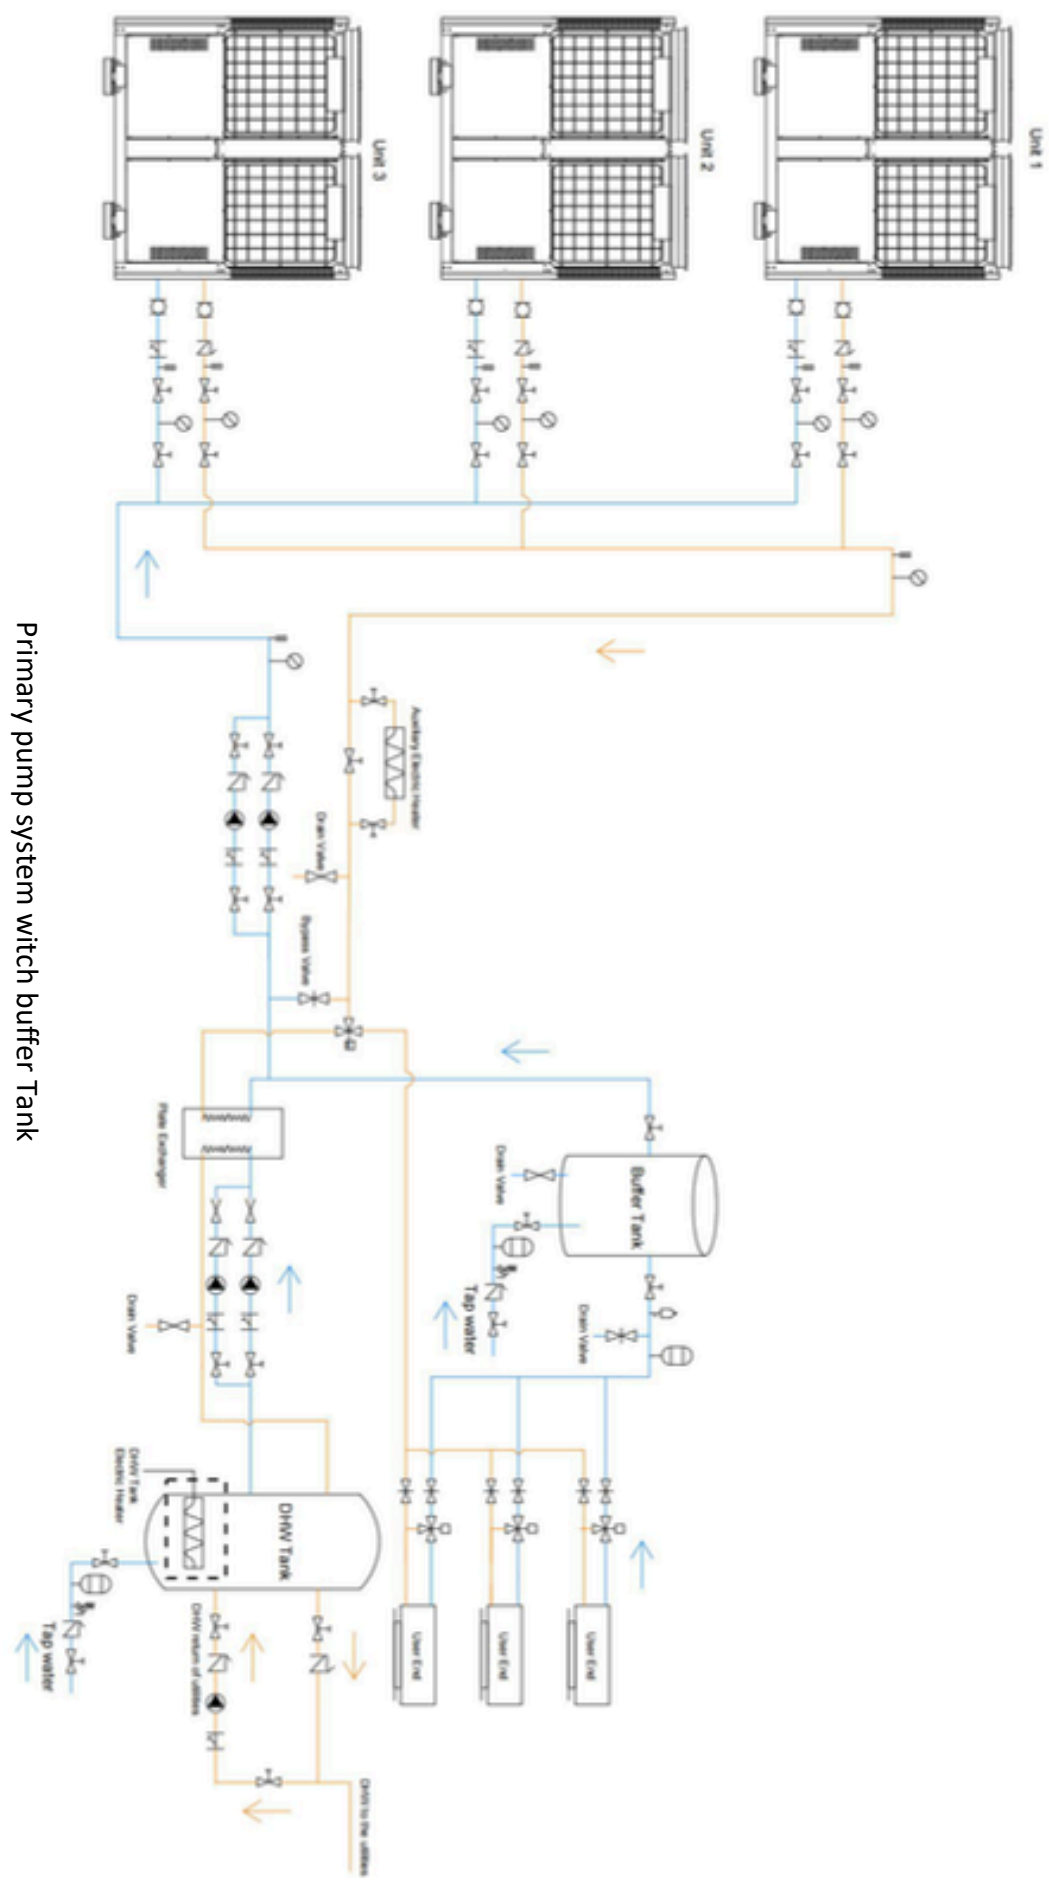 Unit 1
Unit 2
Unit 3
Auxiliary Electric Heater
Drain Valve
Bypass Valve
Buffer Tank
Drain Valve
Tap water
Drain Valve
Plate Exchanger
Drain Valve
User End
User End
User End
DHW Tank
DHW Tank
Electric Heater
Tap water
DHW return of utilities
DHW to the utilities
Primary pump system witch buffer Tank